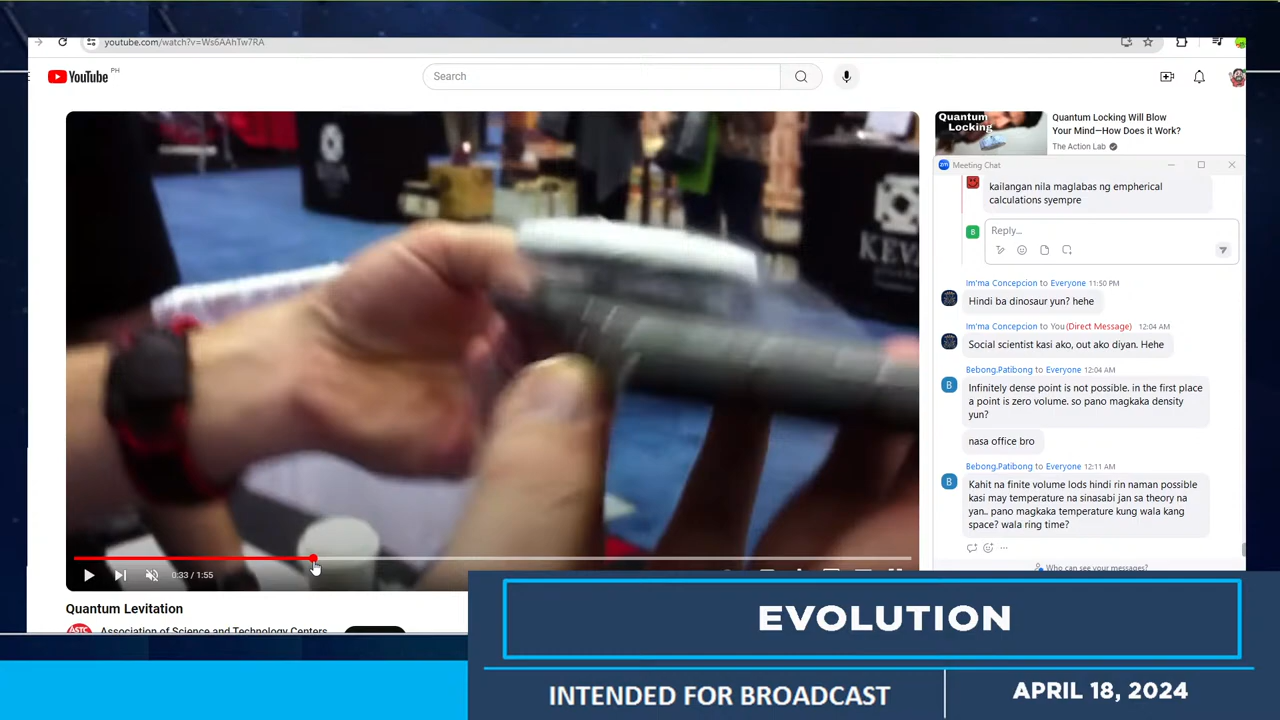 youtube.com/watch?v=Ws6AAhTw7RA
YouTube PH
Search
Quantum Locking
Quantum Locking Will Blow
Your Mind—How Does it Work?
The Action Lab
Meeting Chat
kailangan nila maglabas ng empherical
calculations syempre
Reply...
Im'ma Concepcion to Everyone 11:50 PM
Hindi ba dinosaur yun? hehe
Im'ma Concepcion to You (Direct Message) 12:04 AM
Social scientist kasi ako, out ako diyan. Hehe
Bebong.Patibong to Everyone 12:04 AM
Infinitely dense point is not possible. in the first place
a point is zero volume. so pano magkaka density
yun?
nasa office bro
Bebong.Patibong to Everyone 12:11 AM
Kahit na finite volume lods hindi rin naman possible
kasi may temperature na sinasabi jan sa theory na
yan.. pano magkaka temperature kung wala kang
space? wala ring time?
Who can see your messages?
KEVA
0:33 / 1:55
Quantum Levitation
ASTC
Association of Science and Technology Centers
EVOLUTION
INTENDED FOR BROADCAST
APRIL 18, 2024